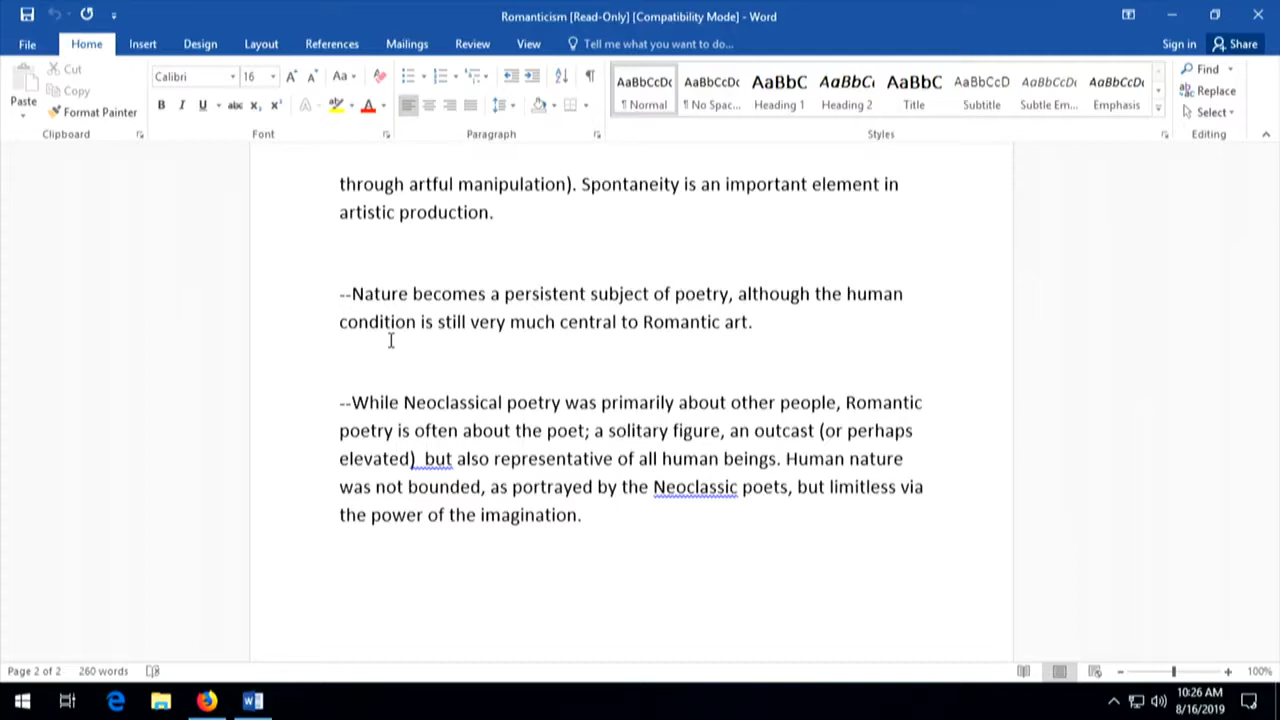 Romanticism [Read-Only] [Compatibility Mode] - Word
File Home Insert Design Layout References Mailings Review View Tell me what you want to do... Sign in Share
Cut
Copy
Paste
Format Painter
Calibri 16 Aa
B I U abc x₂ x² A A
AaBbCcDc AaBbCcDc AaBbC AaBbCc AaBbC AaBbCcD AaBbCcDc AaBbCcDc
¶ Normal ¶ No Spac... Heading 1 Heading 2 Title Subtitle Subtle Em... Emphasis
Find
Replace
Select
Clipboard Font Paragraph Styles Editing
through artful manipulation). Spontaneity is an important element in
artistic production.
--Nature becomes a persistent subject of poetry, although the human
condition is still very much central to Romantic art.
--While Neoclassical poetry was primarily about other people, Romantic
poetry is often about the poet; a solitary figure, an outcast (or perhaps
elevated)  but also representative of all human beings. Human nature
was not bounded, as portrayed by the Neoclassic poets, but limitless via
the power of the imagination.
Page 2 of 2 260 words 100%
10:26 AM
8/16/2019